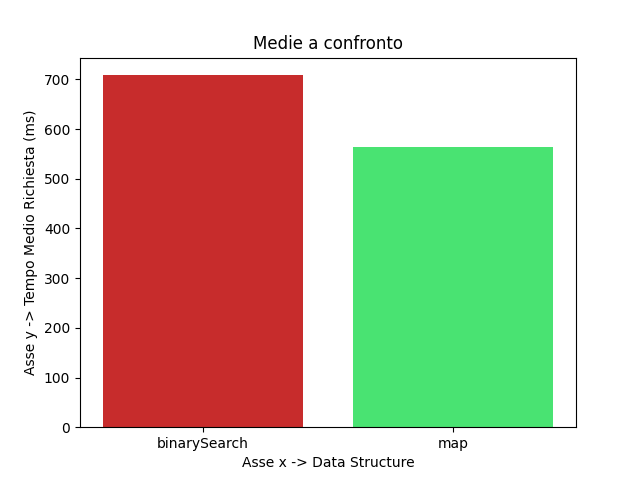 Medie a confronto
Asse y -> Tempo Medio Richiesta (ms)
700
600
500
400
300
200
100
0
binarySearch
map
Asse x -> Data Structure